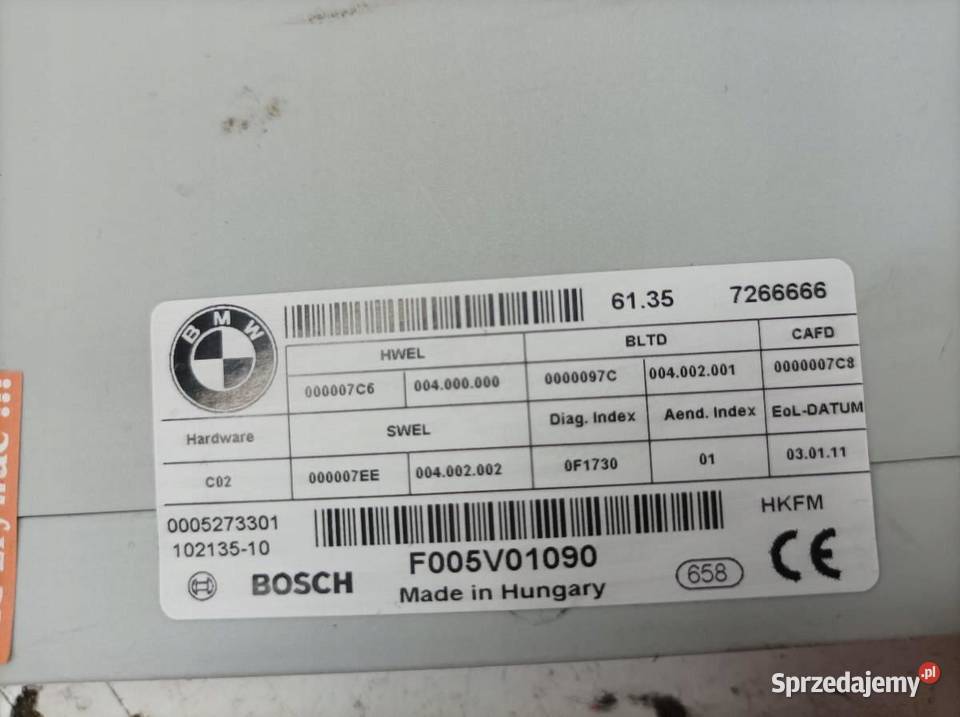 BMW
61.35 7266666
HWEL BLTD CAFD
000007C6 004.000.000 0000097C 004.002.001 0000007C8
Hardware SWEL Diag. Index Aend. Index EoL-DATUM
C02 000007EE 004.002.002 0F1730 01 03.01.11
0005273301 HKFM
102135-10
F005V01090
BOSCH Made in Hungary 658 CE
!!!
Sprzedajemy.pl